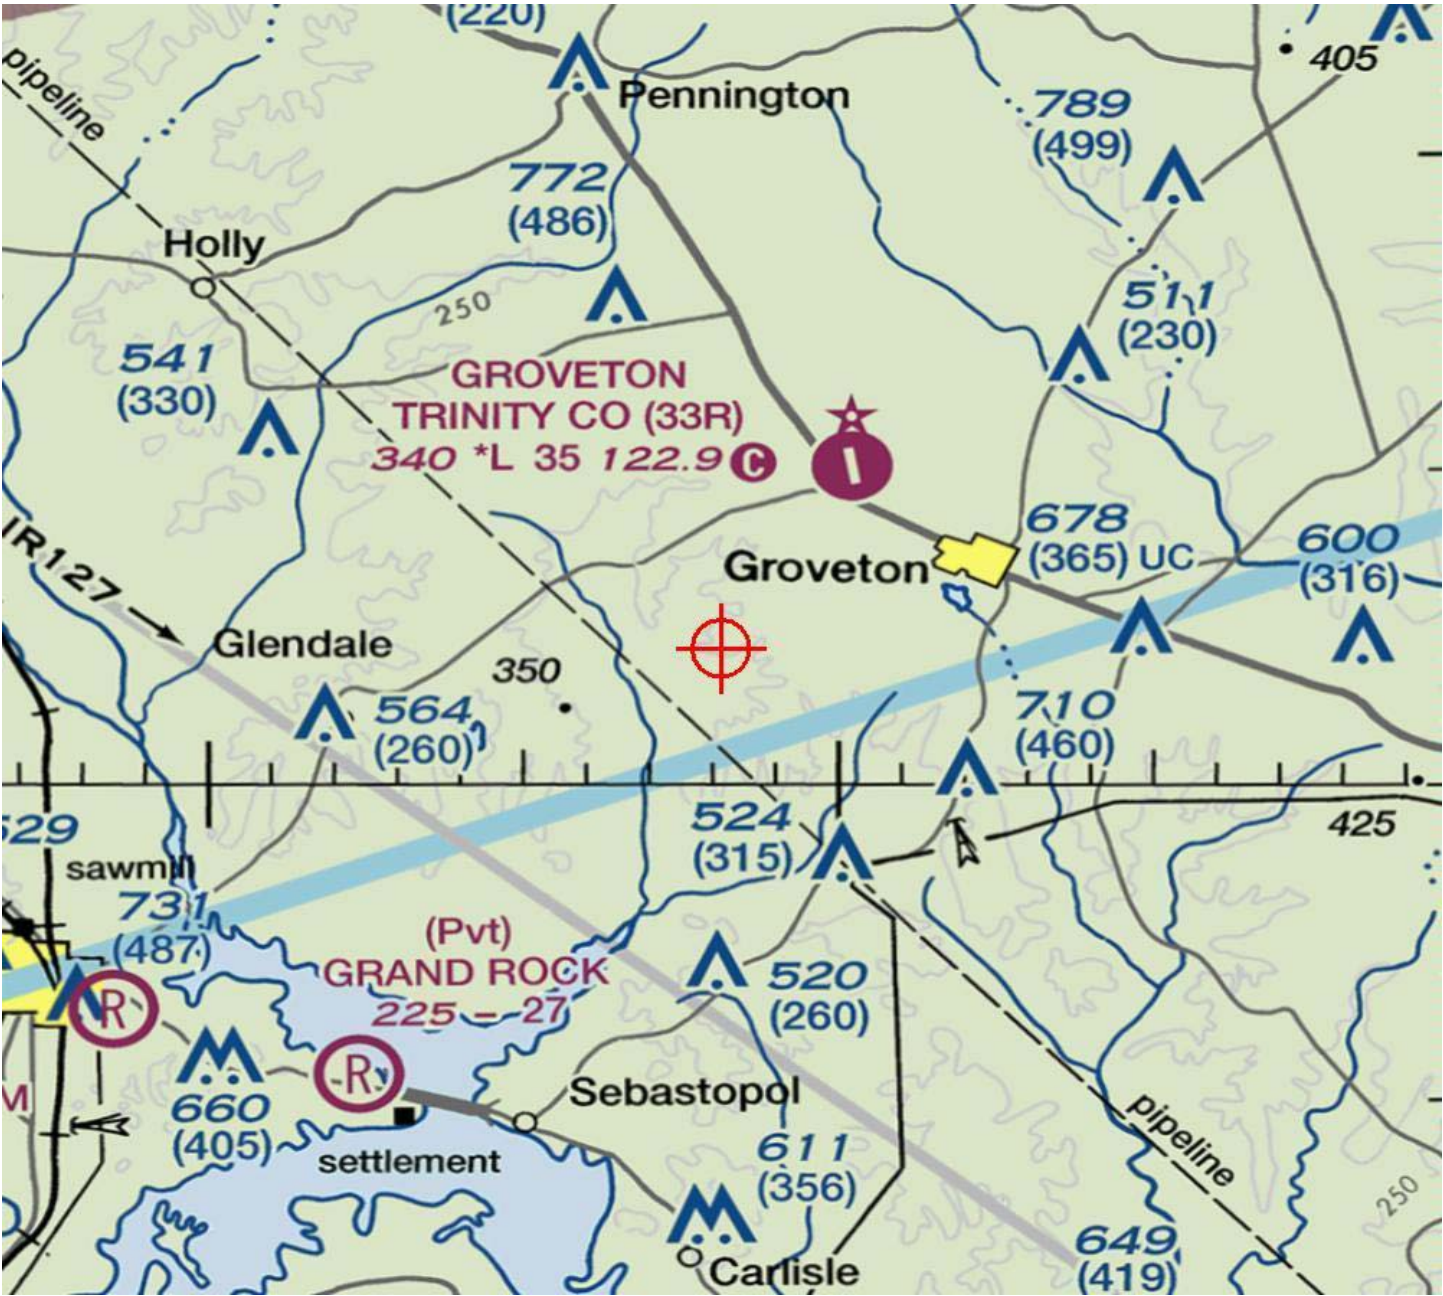 (220)
pipeline
Pennington
405
789
(499)
772
(486)
Holly
250
511
(230)
541
(330)
GROVETON
TRINITY CO (33R)
340 *L 35 122.9 C
IR127
678
(365) UC
600
(316)
Groveton
Glendale
350
564
(260)
710
(460)
524
(315)
425
529
sawmill
731
(487)
(Pvt)
GRAND ROCK
225 – 27
520
(260)
R
R
M
660
(405)
Sebastopol
settlement
611
(356)
pipeline
250
649
(419)
Carlisle